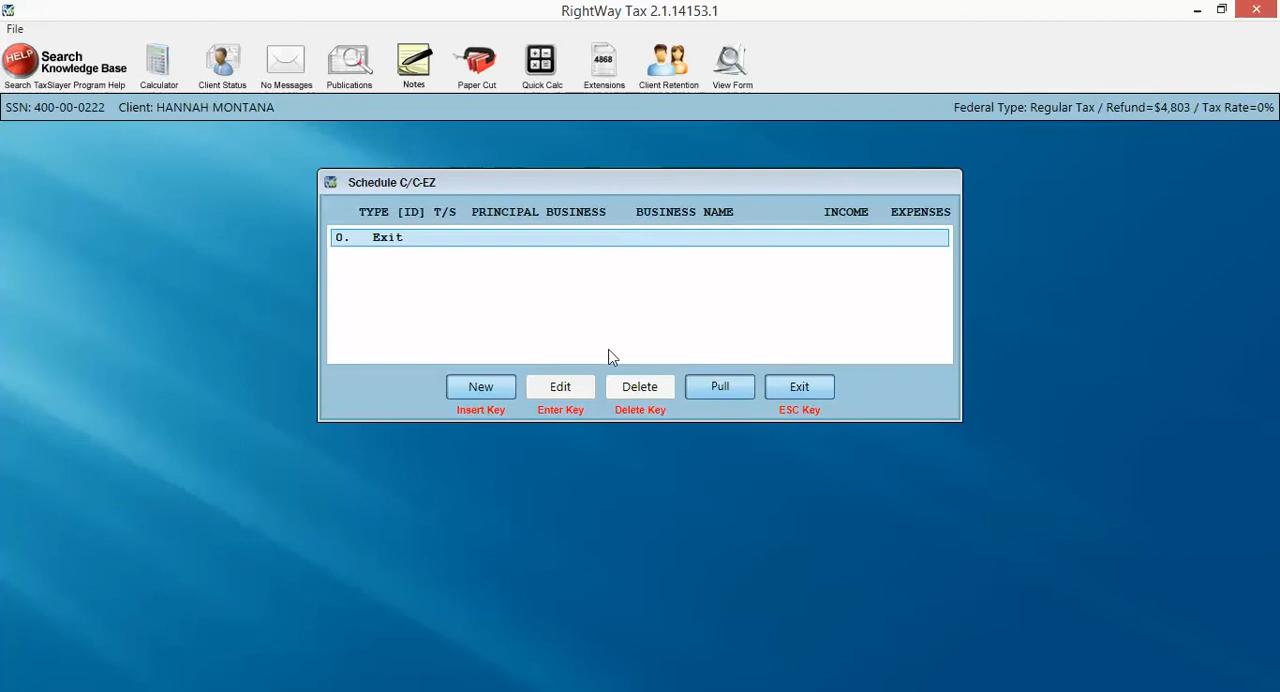 RightWay Tax 2.1.14153.1
File
HELP Search Knowledge Base
4868
Search TaxSlayer Program Help Calculator Client Status No Messages Publications Notes Paper Cut Quick Calc Extensions Client Retention View Form
SSN: 400-00-0222 Client: HANNAH MONTANA Federal Type: Regular Tax / Refund=$4,803 / Tax Rate=0%
Schedule C/C-EZ
TYPE [ID] T/S PRINCIPAL BUSINESS BUSINESS NAME INCOME EXPENSES
0. Exit
New Edit Delete Pull Exit
Insert Key Enter Key Delete Key ESC Key